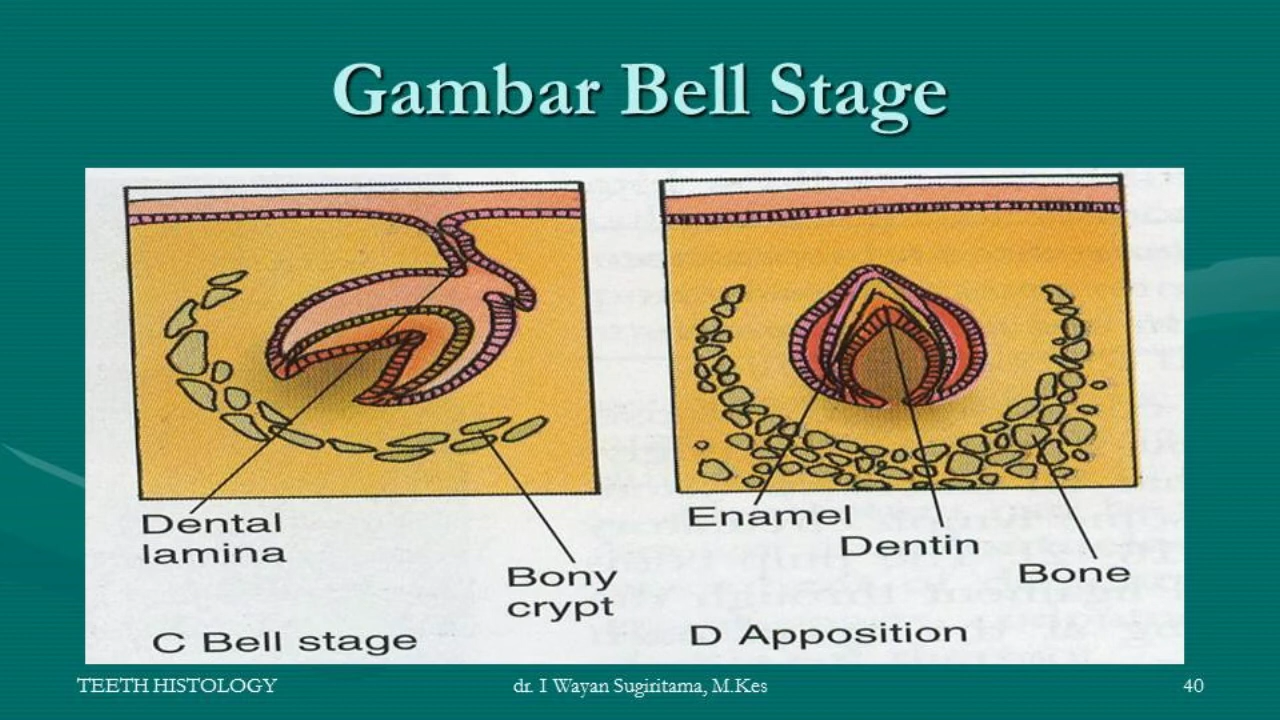 Gambar Bell Stage
Dental
lamina
Bony
crypt
C Bell stage
Enamel
Dentin
Bone
D Apposition
TEETH HISTOLOGY
dr. I Wayan Sugiritama, M.Kes
40